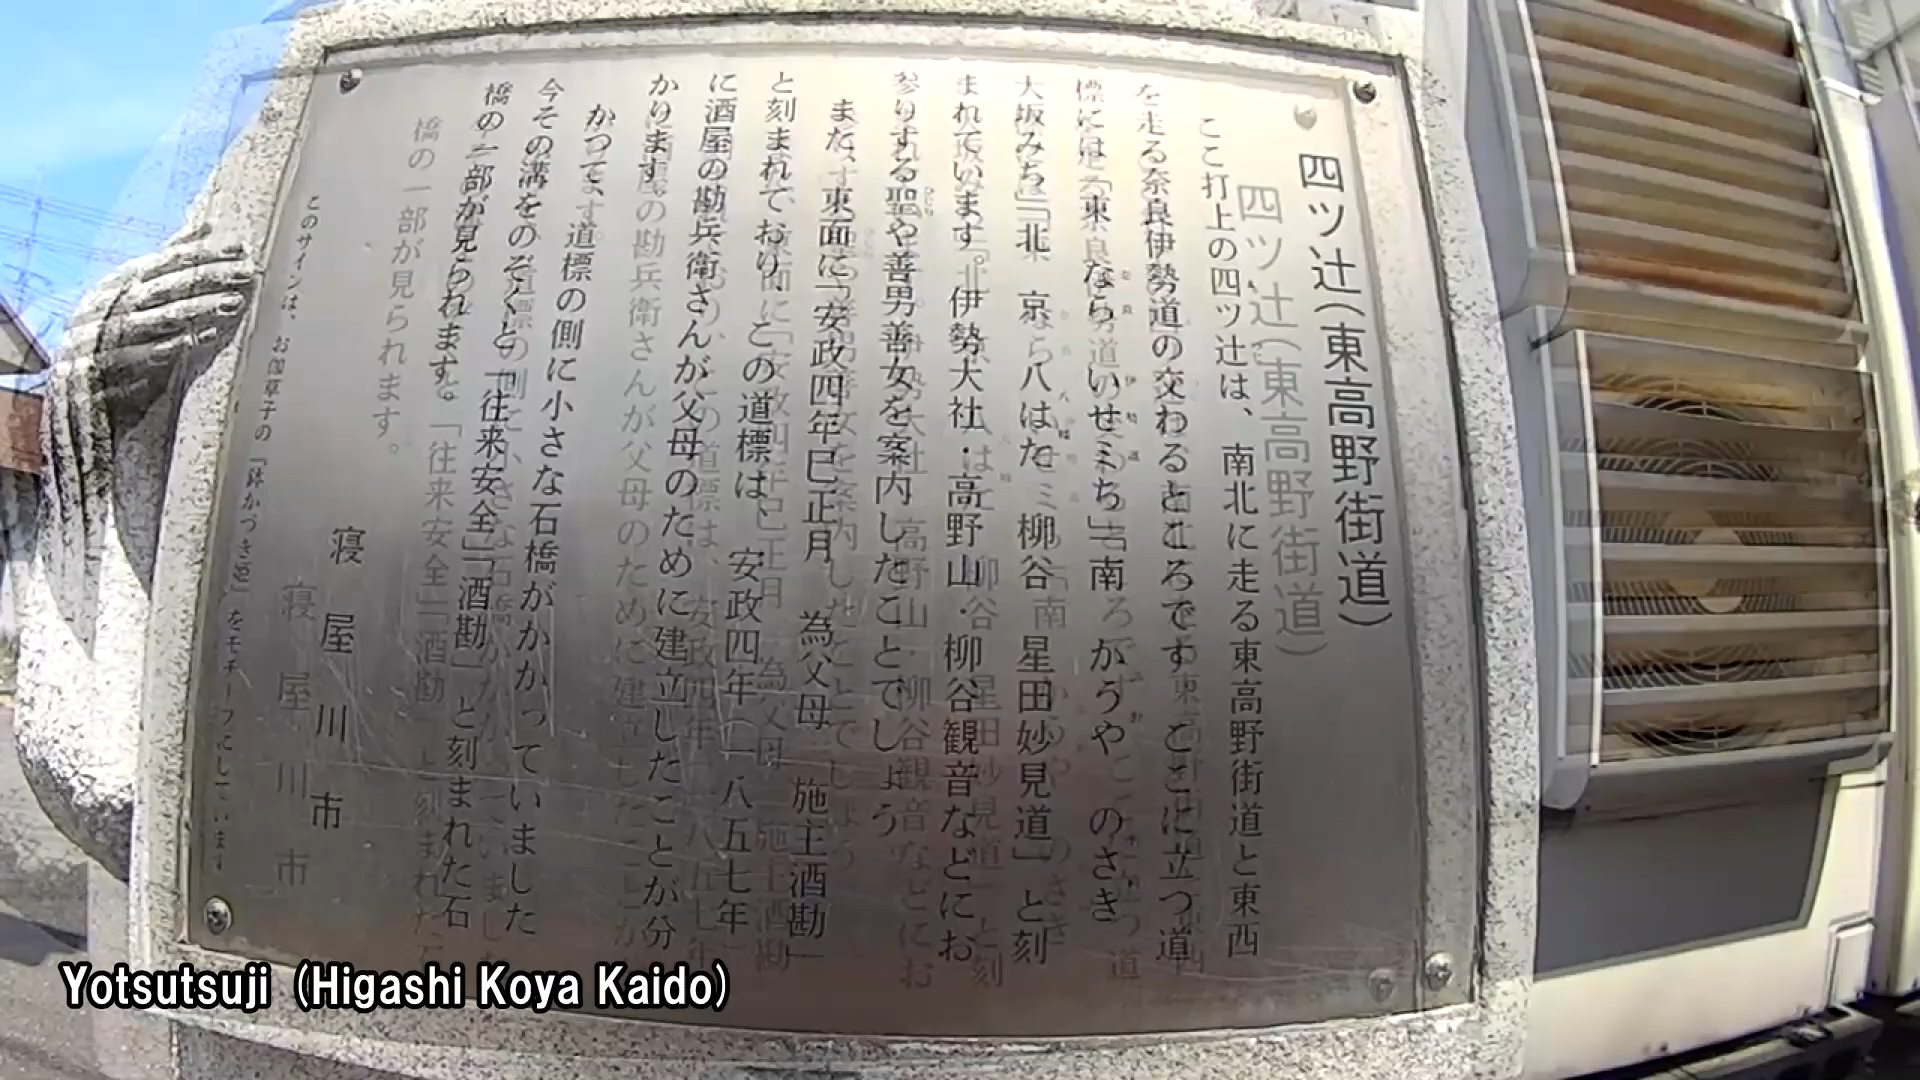 四ツ辻(東高野街道)
ここ打上の四ツ辻は、南北に走る東高野街道と東西
を走る奈良伊勢道の交わるところです。ここに立つ道
標には「東 ならいせミち」「南 かうや のさき
大坂みち」「北 京 八はた 柳谷 星田妙見道」と刻
まれています。伊勢大社・高野山・柳谷観音などにお
参りする聖や善男善女を案内したことでしょう。
また、東面に「安政四年巳正月 為父母 施主酒勘」
と刻まれており、この道標は、安政四年(一八五七年)
に酒屋の勘兵衛さんが父母のために建立したことが分
かります。
かつて、道標の側に小さな石橋がかかっていました。
今その溝をのぞくと「往来安全」「酒勘」と刻まれた石
橋の一部が見られます。
寝屋川市
このサインは、お伽草子の「鉢かづき姫」をモチーフにしています
Yotsutsuji (Higashi Koya Kaido)